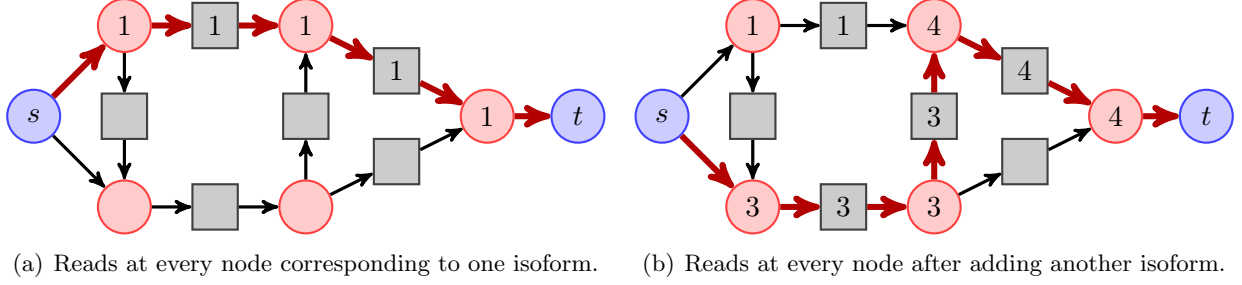 1 1 1
1
s 1 t
(a) Reads at every node corresponding to one isoform.
1 1 4
4
s 3 4 t
3 3 3
(b) Reads at every node after adding another isoform.